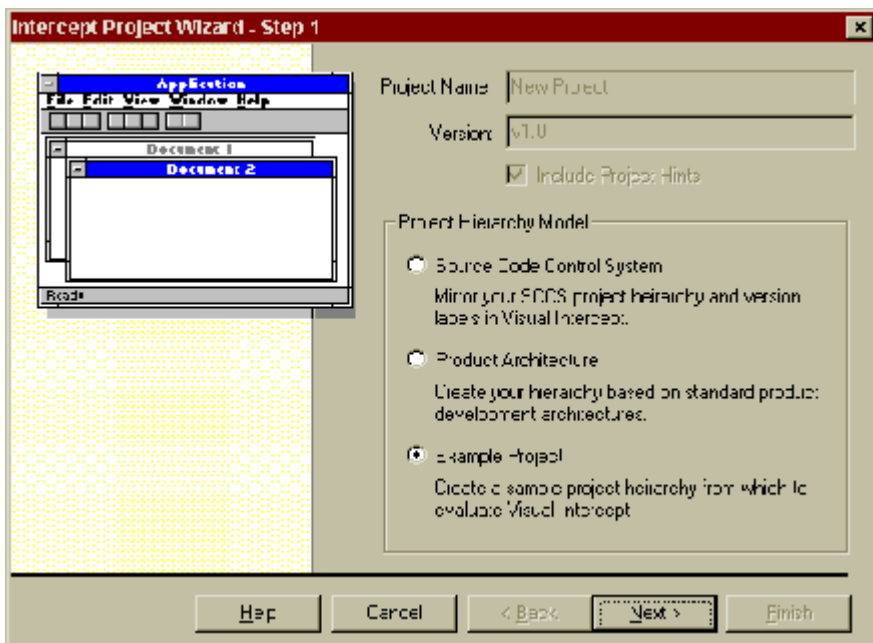 Intercept Project Wizard - Step 1
Application
File Edit View Window Help
Document 1
Document 2
Ready
Project Name:
New Project
Version:
v1.0
Include Project Hints
Project Hierarchy Model
Source Code Control System
Mirror your SCCS project heirarchy and version
labels in Visual Intercept.
Product Architecture
Create your hierarchy based on standard product
development architectures.
Example Project
Create a sample project heirarchy from which to
evaluate Visual Intercept.
Help
Cancel
< Back
Next >
Finish